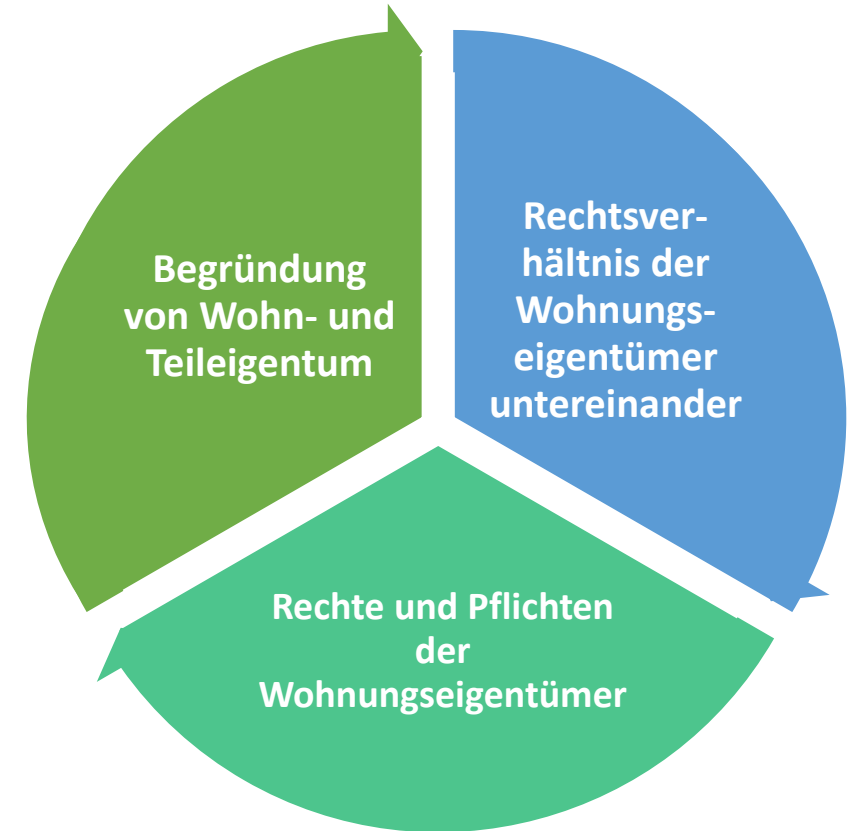 Begründung
von Wohn- und
Teileigentum
Rechtsver-
hältnis der
Wohnungs-
eigentümer
untereinander
Rechte und Pflichten
der
Wohnungseigentümer